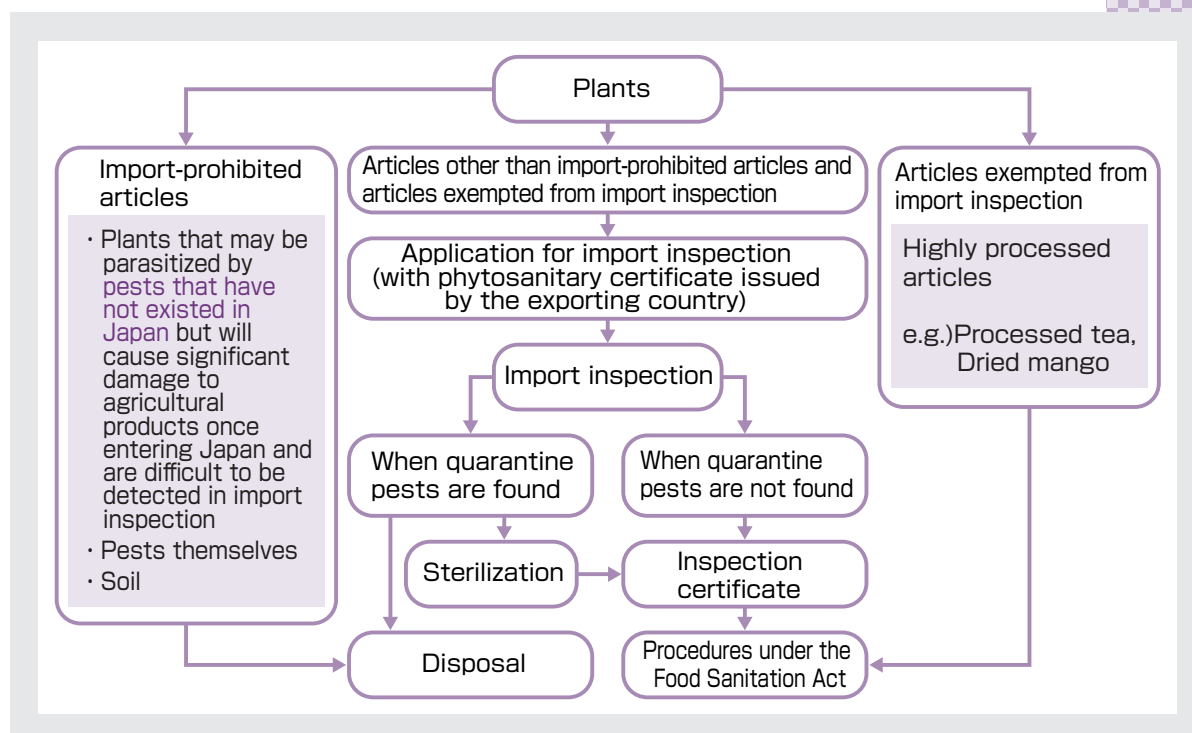 Plants
Import-prohibited
articles
・Plants that may be
parasitized by
pests that have
not existed in
Japan but will
cause significant
damage to
agricultural
products once
entering Japan and
are difficult to be
detected in import
inspection
・Pests themselves
・Soil
Articles other than import-prohibited articles and
articles exempted from import inspection
Application for import inspection
(with phytosanitary certificate issued
by the exporting country)
Import inspection
When quarantine
pests are found
When quarantine
pests are not found
Sterilization
Inspection
certificate
Disposal
Procedures under the
Food Sanitation Act
Articles exempted from
import inspection
Highly processed
articles
e.g.)Processed tea,
Dried mango